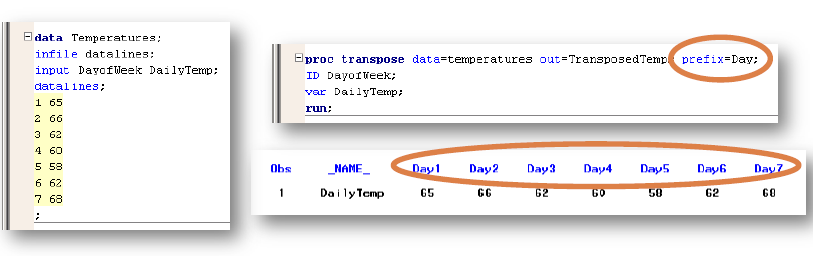 data Temperatures;
infile datalines;
input DayofWeek DailyTemp;
datalines;
1 65
2 66
3 62
4 60
5 58
6 62
7 68
;
proc transpose data=temperatures out=TransposedTemp prefix=Day;
ID DayofWeek;
var DailyTemp;
run;
Obs _NAME_ Day1 Day2 Day3 Day4 Day5 Day6 Day7
1 DailyTemp 65 66 62 60 58 62 68